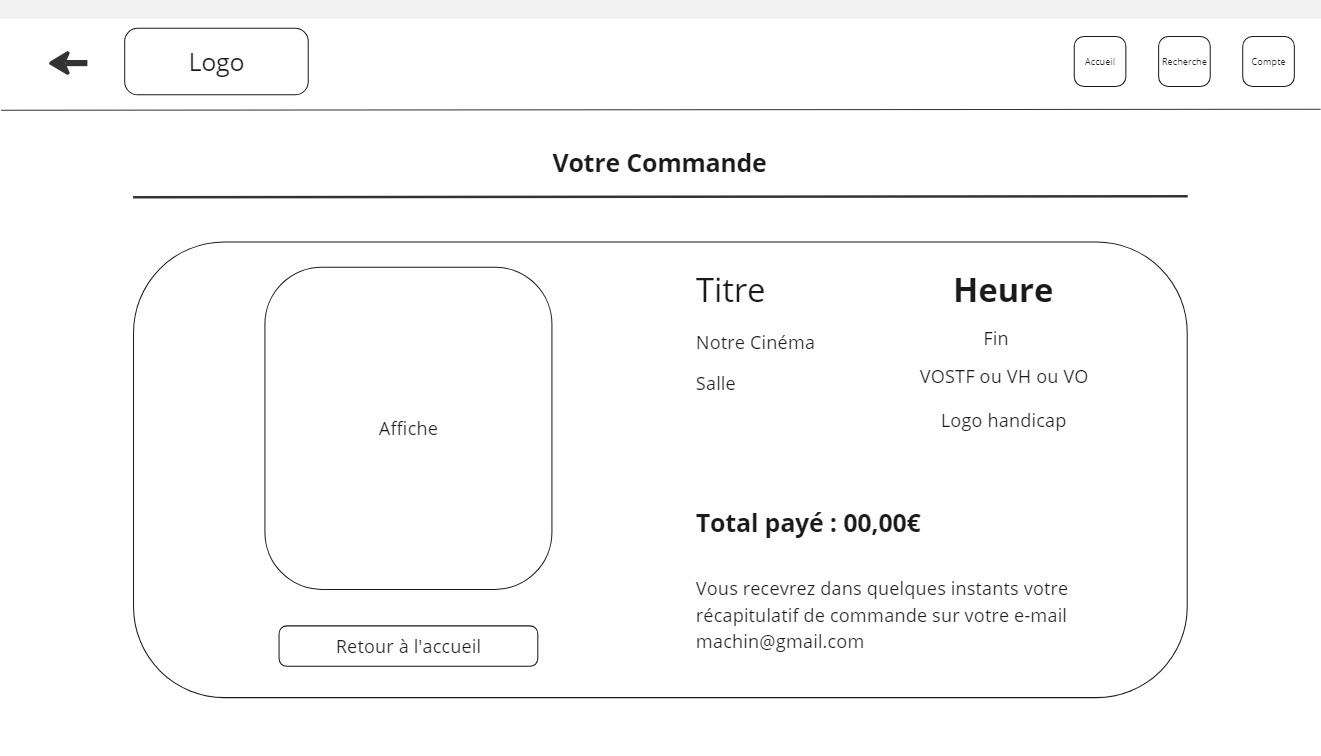 Logo
Accueil
Recherche
Compte
Votre Commande
Affiche
Retour à l'accueil
Titre
Notre Cinéma
Salle
Heure
Fin
VOSTF ou VH ou VO
Logo handicap
Total payé : 00,00€
Vous recevrez dans quelques instants votre
récapitulatif de commande sur votre e-mail
machin@gmail.com